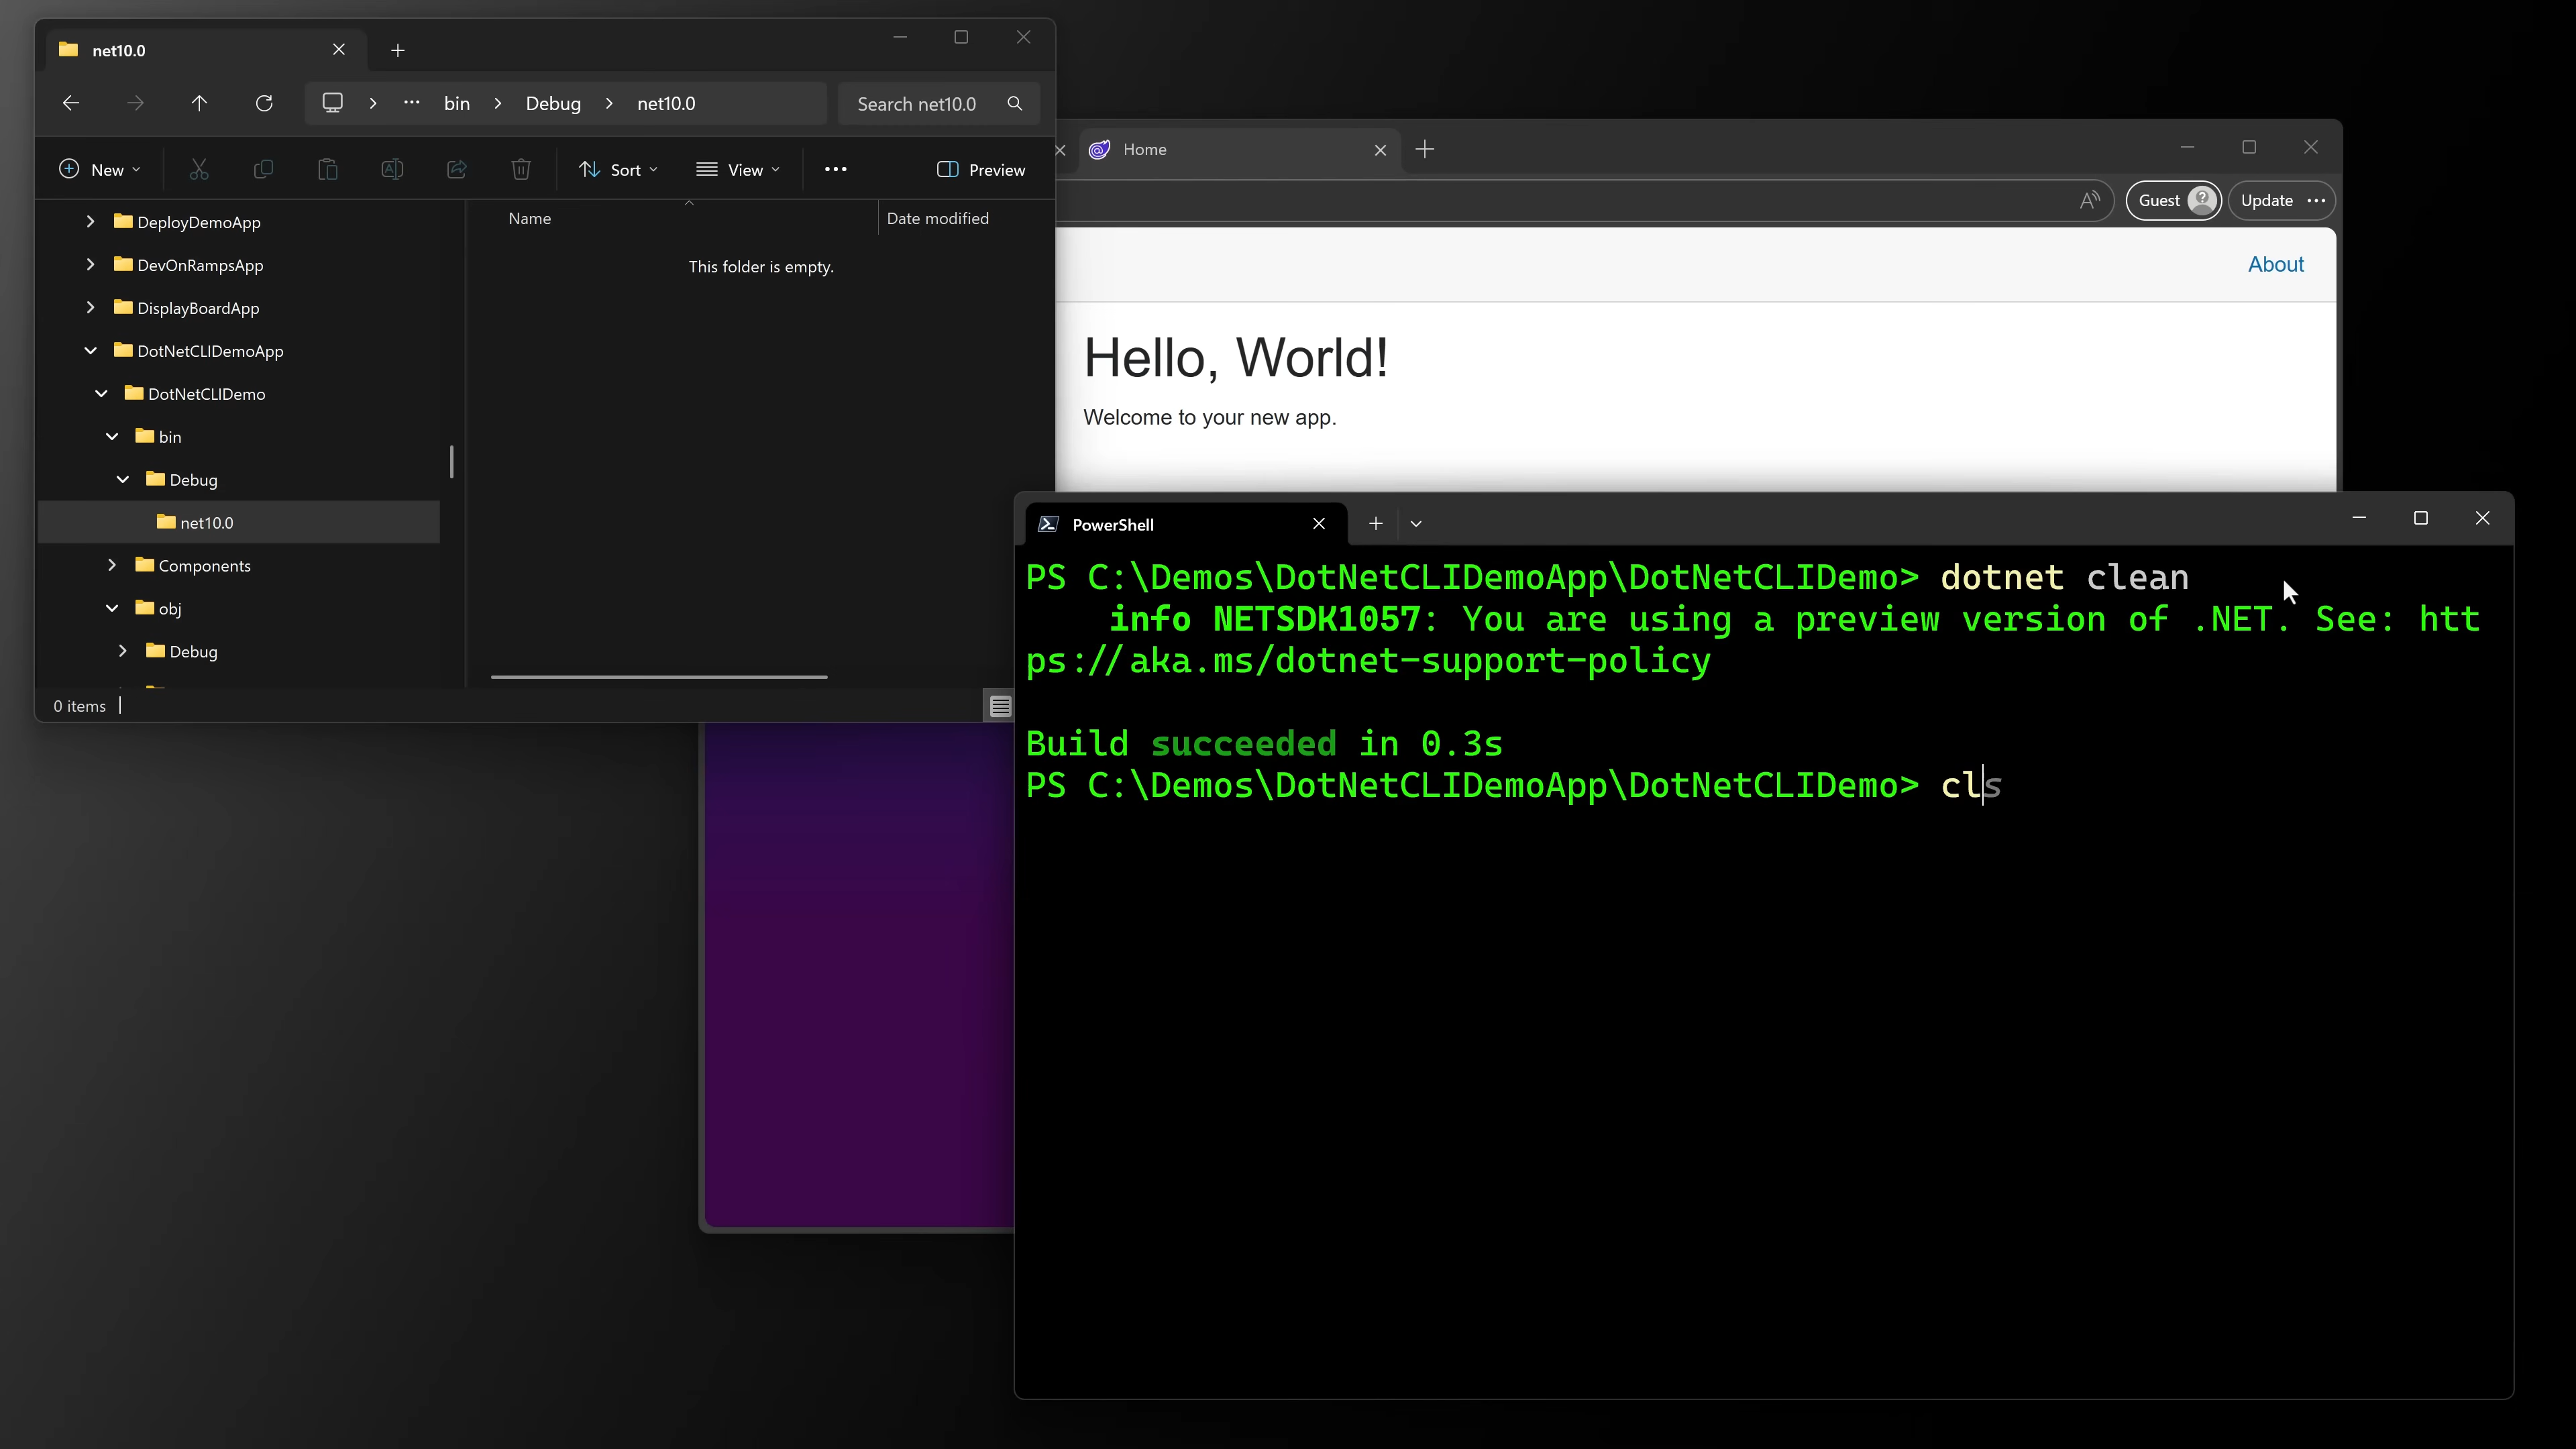 net10.0
bin Debug net10.0
Search net10.0
New
Sort
View
Preview
DeployDemoApp
DevOnRampsApp
DisplayBoardApp
DotNetCLIDemoApp
DotNetCLIDemo
bin
Debug
net10.0
Components
obj
Debug
Name
Date modified
This folder is empty.
0 items
Home
Guest
Update
About
Hello, World!
Welcome to your new app.
PowerShell
PS C:\Demos\DotNetCLIDemoApp\DotNetCLIDemo> dotnet clean
info NETSDK1057: You are using a preview version of .NET. See: htt
ps://aka.ms/dotnet-support-policy
Build succeeded in 0.3s
PS C:\Demos\DotNetCLIDemoApp\DotNetCLIDemo> cls